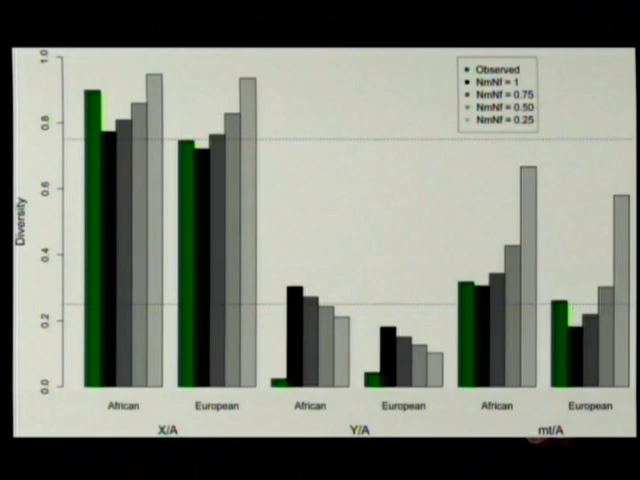 1.0
0.8
0.6
0.4
0.2
0.0
Diversity
Observed
NmNf = 1
NmNf = 0.75
NmNf = 0.50
NmNf = 0.25
African European African European African European
X/A Y/A mt/A